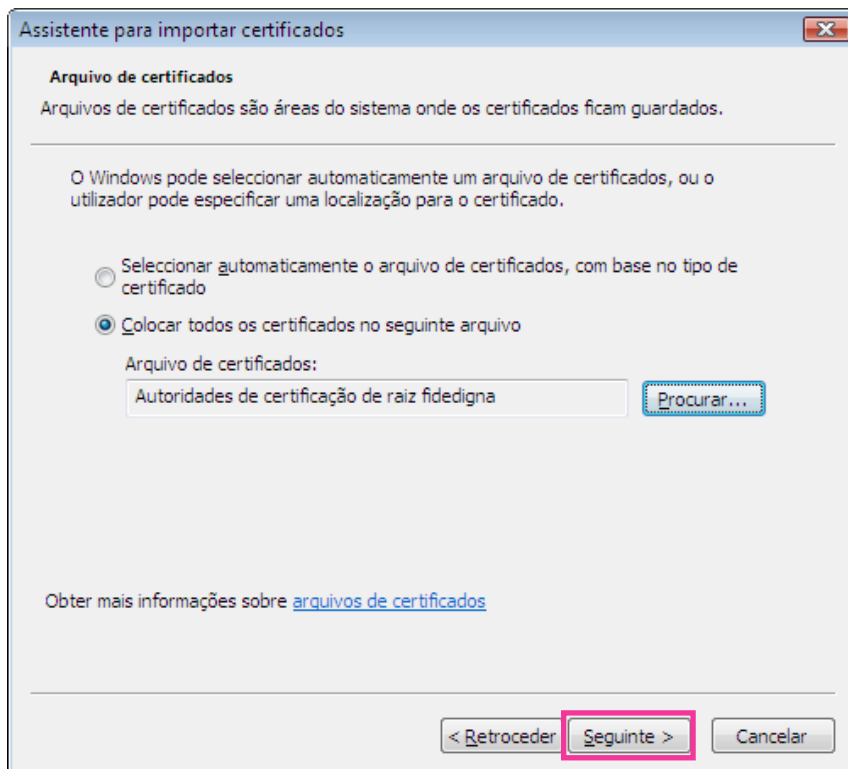 Assistente para importar certificados
Arquivo de certificados
Arquivos de certificados são áreas do sistema onde os certificados ficam guardados.
O Windows pode seleccionar automaticamente um arquivo de certificados, ou o
utilizador pode especificar uma localização para o certificado.
Seleccionar automaticamente o arquivo de certificados, com base no tipo de
certificado
Colocar todos os certificados no seguinte arquivo
Arquivo de certificados:
Autoridades de certificação de raiz fidedigna
Procurar...
Obter mais informações sobre arquivos de certificados
< Retroceder
Seguinte >
Cancelar